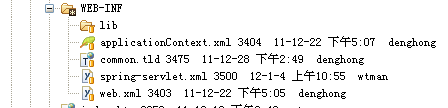 WEB-INF
lib
applicationContext.xml 3404 11-12-22 下午5:07 denghong
common.tld 3475 11-12-28 下午2:49 denghong
spring-servlet.xml 3500 12-1-4 上午10:55 wtman
web.xml 3403 11-12-22 下午5:05 denghong